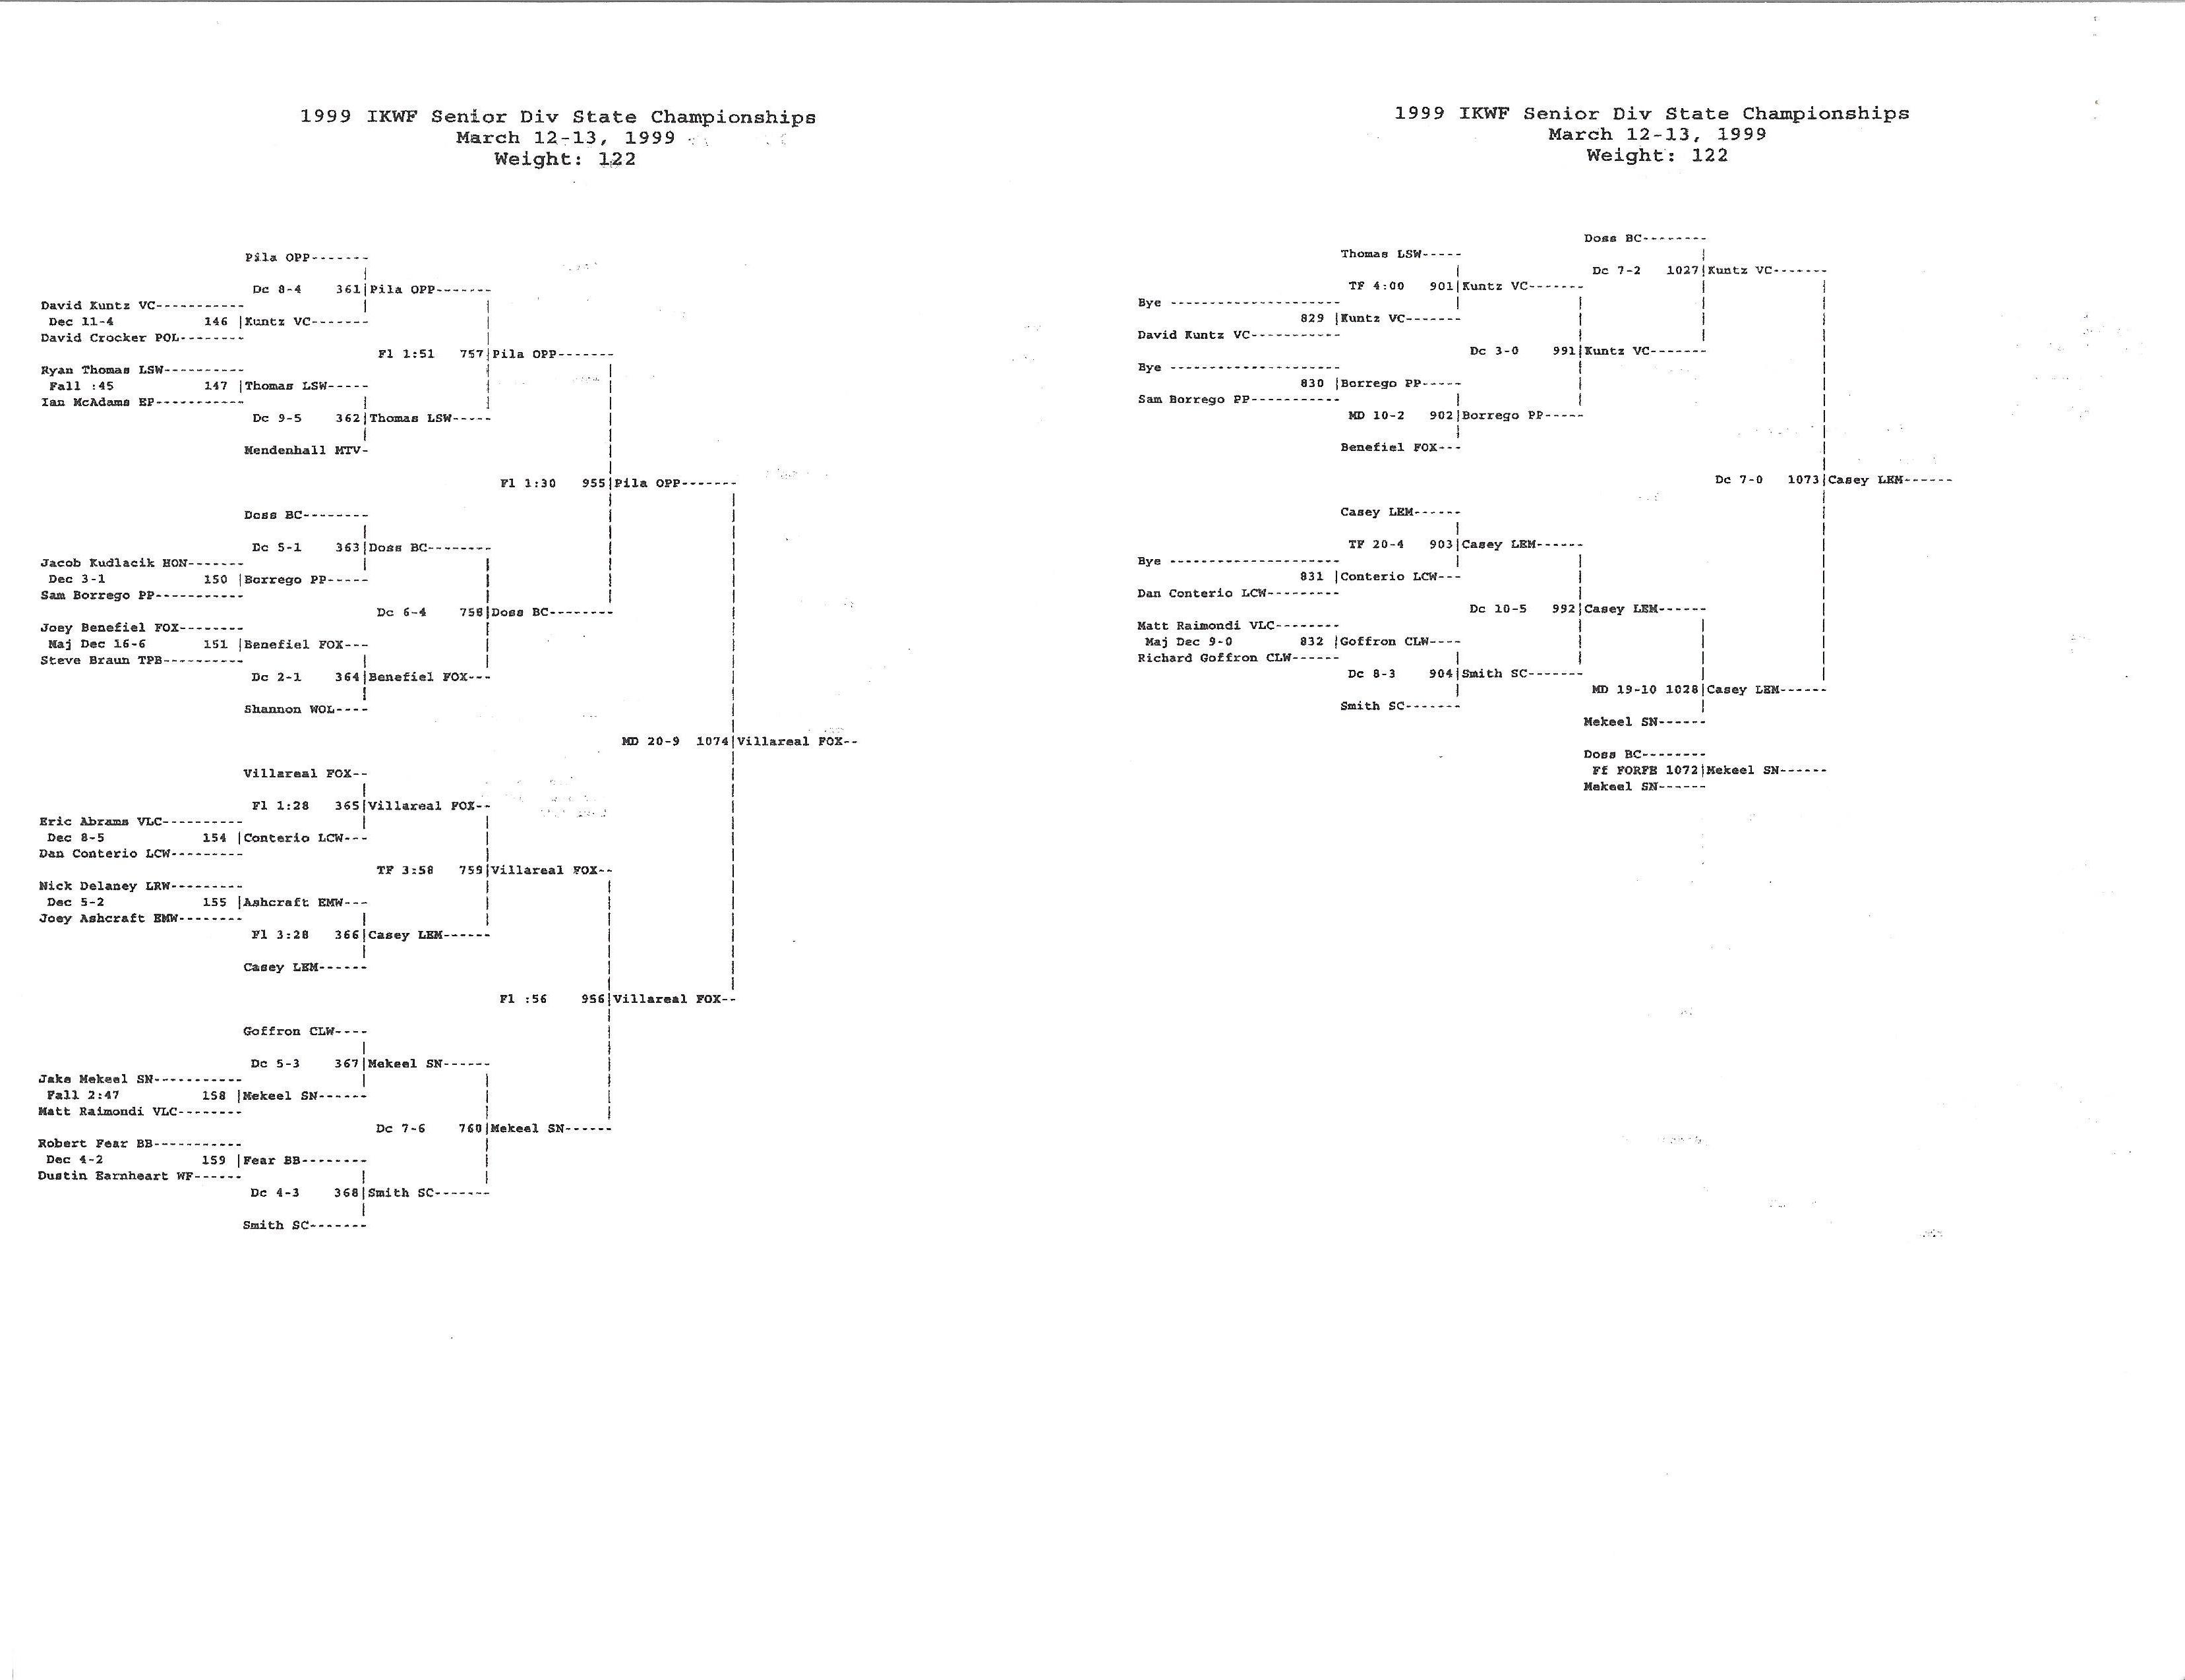 1999 IKWF Senior Div State Championships
March 12-13, 1999
Weight: 122
Pila OPP-------
Dc 8-4 361|Pila OPP-------
David Kuntz VC-----------
Dec 11-4 146 |Kuntz VC-------
David Crocker POL--------
Fl 1:51 757|Pila OPP-------
Ryan Thomas LSW----------
Fall :45 147 |Thomas LSW-----
Ian McAdams EP-----------
Dc 9-5 362|Thomas LSW-----
Mendenhall MTV-
Fl 1:30 955|Pila OPP-------
Doss BC--------
Dc 5-1 363|Doss BC--------
Jacob Kudlacik HON-------
Dec 3-1 150 |Borrego PP-----
Sam Borrego PP-----------
Dc 6-4 758|Doss BC--------
Joey Benefiel FOX--------
Maj Dec 16-6 151 |Benefiel FOX---
Steve Braun TPB----------
Dc 2-1 364|Benefiel FOX---
Shannon WOL----
MD 20-9 1074|Villareal FOX--
Villareal FOX--
Fl 1:28 365|Villareal FOX--
Eric Abrams VLC----------
Dec 8-5 154 |Conterio LCW---
Dan Conterio LCW---------
TF 3:58 759|Villareal FOX--
Nick Delaney LRW---------
Dec 5-2 155 |Ashcraft EMW---
Joey Ashcraft EMW--------
Fl 3:28 366|Casey LEM------
Casey LEM------
Fl :56 956|Villareal FOX--
Goffron CLW----
Dc 5-3 367|Mekeel SN------
Jake Mekeel SN-----------
Fall 2:47 158 |Mekeel SN------
Matt Raimondi VLC--------
Dc 7-6 760|Mekeel SN------
Robert Fear BB-----------
Dec 4-2 159 |Fear BB--------
Dustin Earnheart WF------
Dc 4-3 368|Smith SC-------
Smith SC-------
1999 IKWF Senior Div State Championships
March 12-13, 1999
Weight: 122
Doss BC--------
Thomas LSW-----
Dc 7-2 1027|Kuntz VC-------
TF 4:00 901|Kuntz VC-------
Bye ----------------------
829 |Kuntz VC-------
David Kuntz VC-----------
Dc 3-0 991|Kuntz VC-------
Bye ----------------------
830 |Borrego PP-----
Sam Borrego PP-----------
MD 10-2 902|Borrego PP-----
Benefiel FOX---
Dc 7-0 1073|Casey LEM------
Casey LEM------
TF 20-4 903|Casey LEM------
Bye ----------------------
831 |Conterio LCW---
Dan Conterio LCW---------
Dc 10-5 992|Casey LEM------
Matt Raimondi VLC--------
Maj Dec 9-0 832 |Goffron CLW----
Richard Goffron CLW------
Dc 8-3 904|Smith SC-------
MD 19-10 1028|Casey LEM------
Smith SC-------
Mekeel SN------
Doss BC--------
Ff FORFE 1072|Mekeel SN------
Mekeel SN------